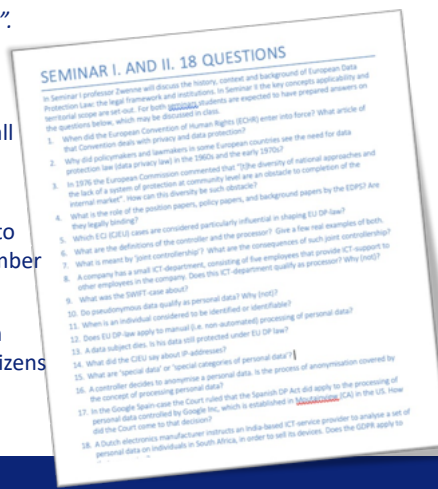 ”.
all
to
mber
izens
SEMINAR I. AND II. 18 QUESTIONS
In Seminar I professor Zwenne will discuss the history, context and background of European Data
Protection Law: the legal framework and institutions. In Seminar II the key concepts applicability and
territorial scope are set out. For both seminars students are expected to have prepared answers on
the questions below, which may be discussed in class.
1. When did the European Convention of Human Rights (ECHR) enter into force? What article of
that Convention deals with privacy and data protection?
2. Why did policymakers and lawmakers in some European countries see the need for data
protection law (data privacy law) in the 1960s and the early 1970s?
3. In 1976 the European Commission commented that "[t]he diversity of national approaches and
the lack of a system of protection at community level are an obstacle to completion of the
internal market". How can this diversity be such obstacle?
4. What is the role of the position papers, policy papers, and background papers by the EDPS? Are
they legally binding?
5. Which ECJ (CJEU) cases are considered particularly influential in shaping EU DP-law?
6. What are the definitions of the controller and the processor? Give a few real examples of both.
7. What is meant by 'joint controllership'? What are the consequences of such joint controllership?
8. A company has a small ICT-department, consisting of five employees that provide ICT-support to
other employees in the company. Does this ICT-department qualify as processor? Why (not)?
9. What was the SWIFT-case about?
10. Do pseudonymous data qualify as personal data? Why (not)?
11. When is an individual considered to be identified or identifiable?
12. Does EU DP-law apply to manual (i.e. non-automated) processing of personal data?
13. A data subject dies. Is his data still protected under EU DP law?
14. What did the CJEU say about IP-addresses?
15. What are 'special data' or 'special categories of personal data'?
16. A controller decides to anonymise a personal data. Is the process of anonymisation covered by
the concept of processing personal data?
17. In the Google Spain-case the Court ruled that the Spanish DP Act did apply to the processing of
personal data controlled by Google Inc, which is established in Moutainview (CA) in the US. How
did the Court come to that decision?
18. A Dutch electronics manufacturer instructs an India-based ICT-service provider to analyse a set of
personal data on individuals in South Africa, in order to sell its devices. Does the GDPR apply to